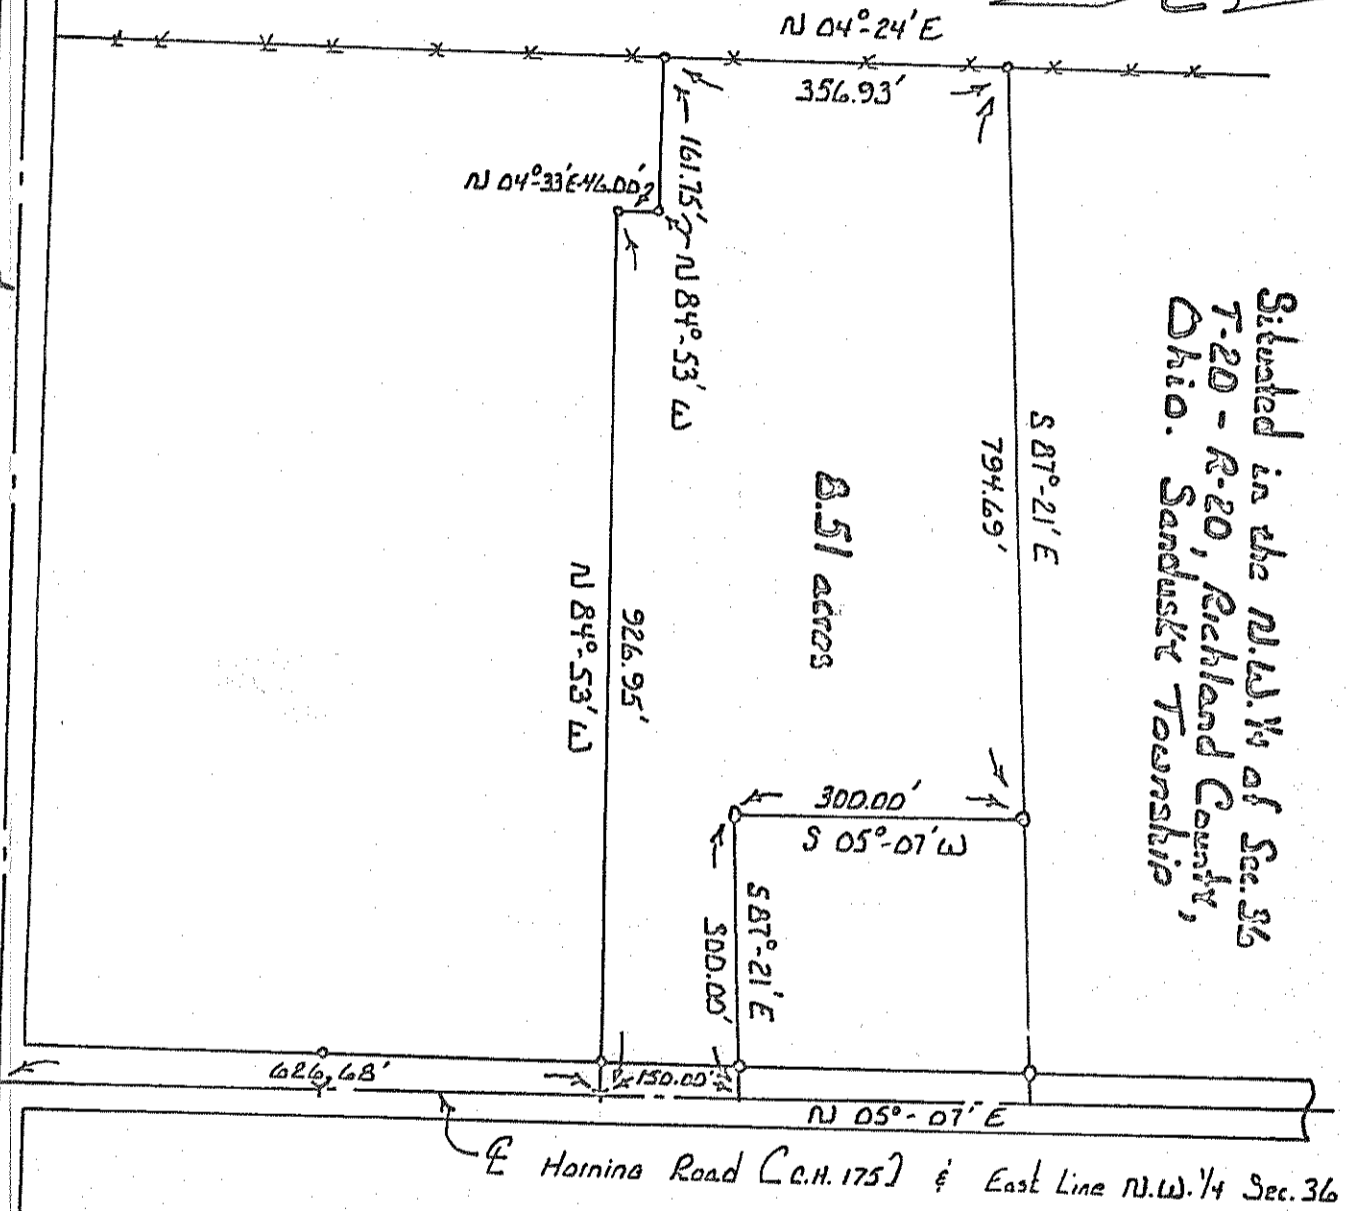 N 04°-24' E
356.93'
161.75'
N 84°-53' W
N 04°-33' E 46.00'
S 87°-21' E
794.69'
Situated in the N.W. 1/4 of Sec. 36
T-20 - R-20, Richland County,
Ohio. Sandusky Township
8.51 acres
926.95'
N 84°-53' W
300.00'
S 05°-07' W
S 87°-21' E
300.00'
626.68'
150.00'
N 05°-07' E
℄ Horning Road (C.H. 175) & East Line N.W. 1/4 Sec. 36